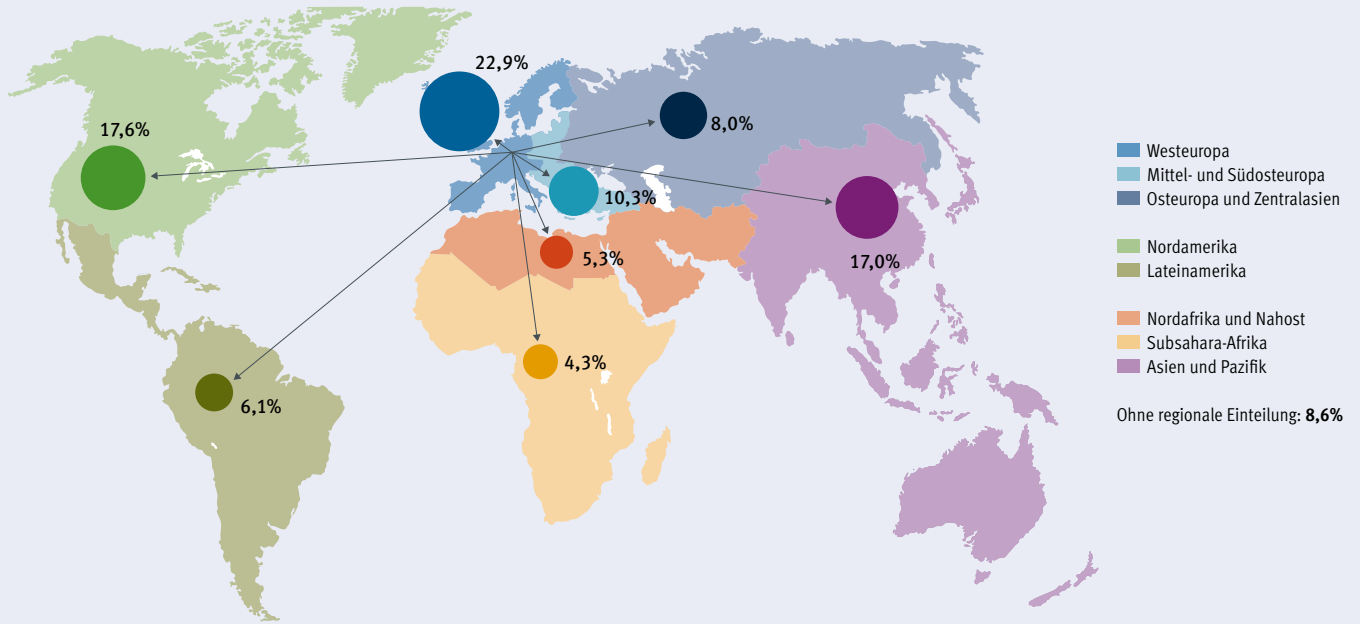 22,9%
17,6%
8,0%
10,3%
5,3%
17,0%
4,3%
6,1%
Westeuropa
Mittel- und Südosteuropa
Osteuropa und Zentralasien
Nordamerika
Lateinamerika
Nordafrika und Nahost
Subsahara-Afrika
Asien und Pazifik
Ohne regionale Einteilung: 8,6%